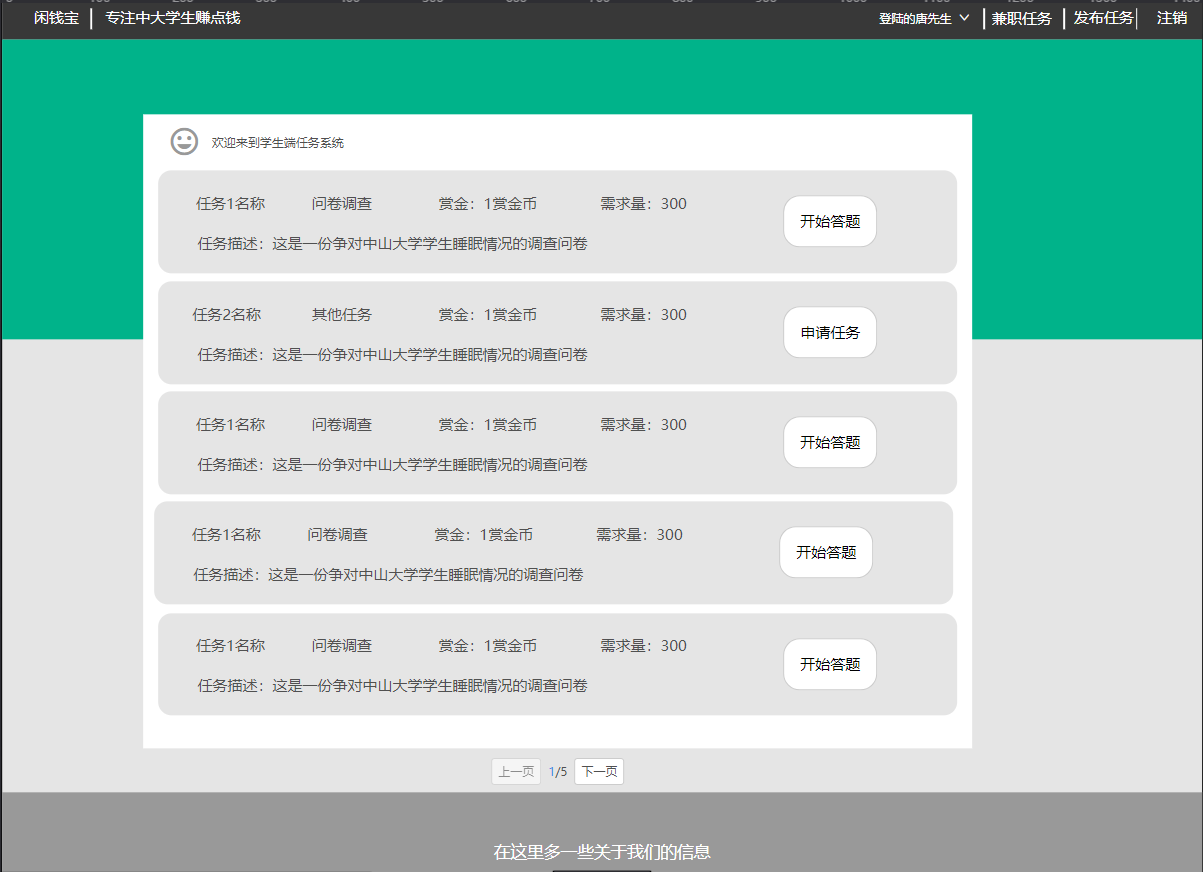 闲钱宝 专注中大学生赚点钱 登陆的唐先生 兼职任务 发布任务 注销
欢迎来到学生端任务系统
任务1名称 问卷调查 赏金：1赏金币 需求量：300
开始答题
任务描述：这是一份争对中山大学学生睡眠情况的调查问卷
任务2名称 其他任务 赏金：1赏金币 需求量：300
申请任务
任务描述：这是一份争对中山大学学生睡眠情况的调查问卷
任务1名称 问卷调查 赏金：1赏金币 需求量：300
开始答题
任务描述：这是一份争对中山大学学生睡眠情况的调查问卷
任务1名称 问卷调查 赏金：1赏金币 需求量：300
开始答题
任务描述：这是一份争对中山大学学生睡眠情况的调查问卷
任务1名称 问卷调查 赏金：1赏金币 需求量：300
开始答题
任务描述：这是一份争对中山大学学生睡眠情况的调查问卷
上一页 1/5 下一页
在这里多一些关于我们的信息